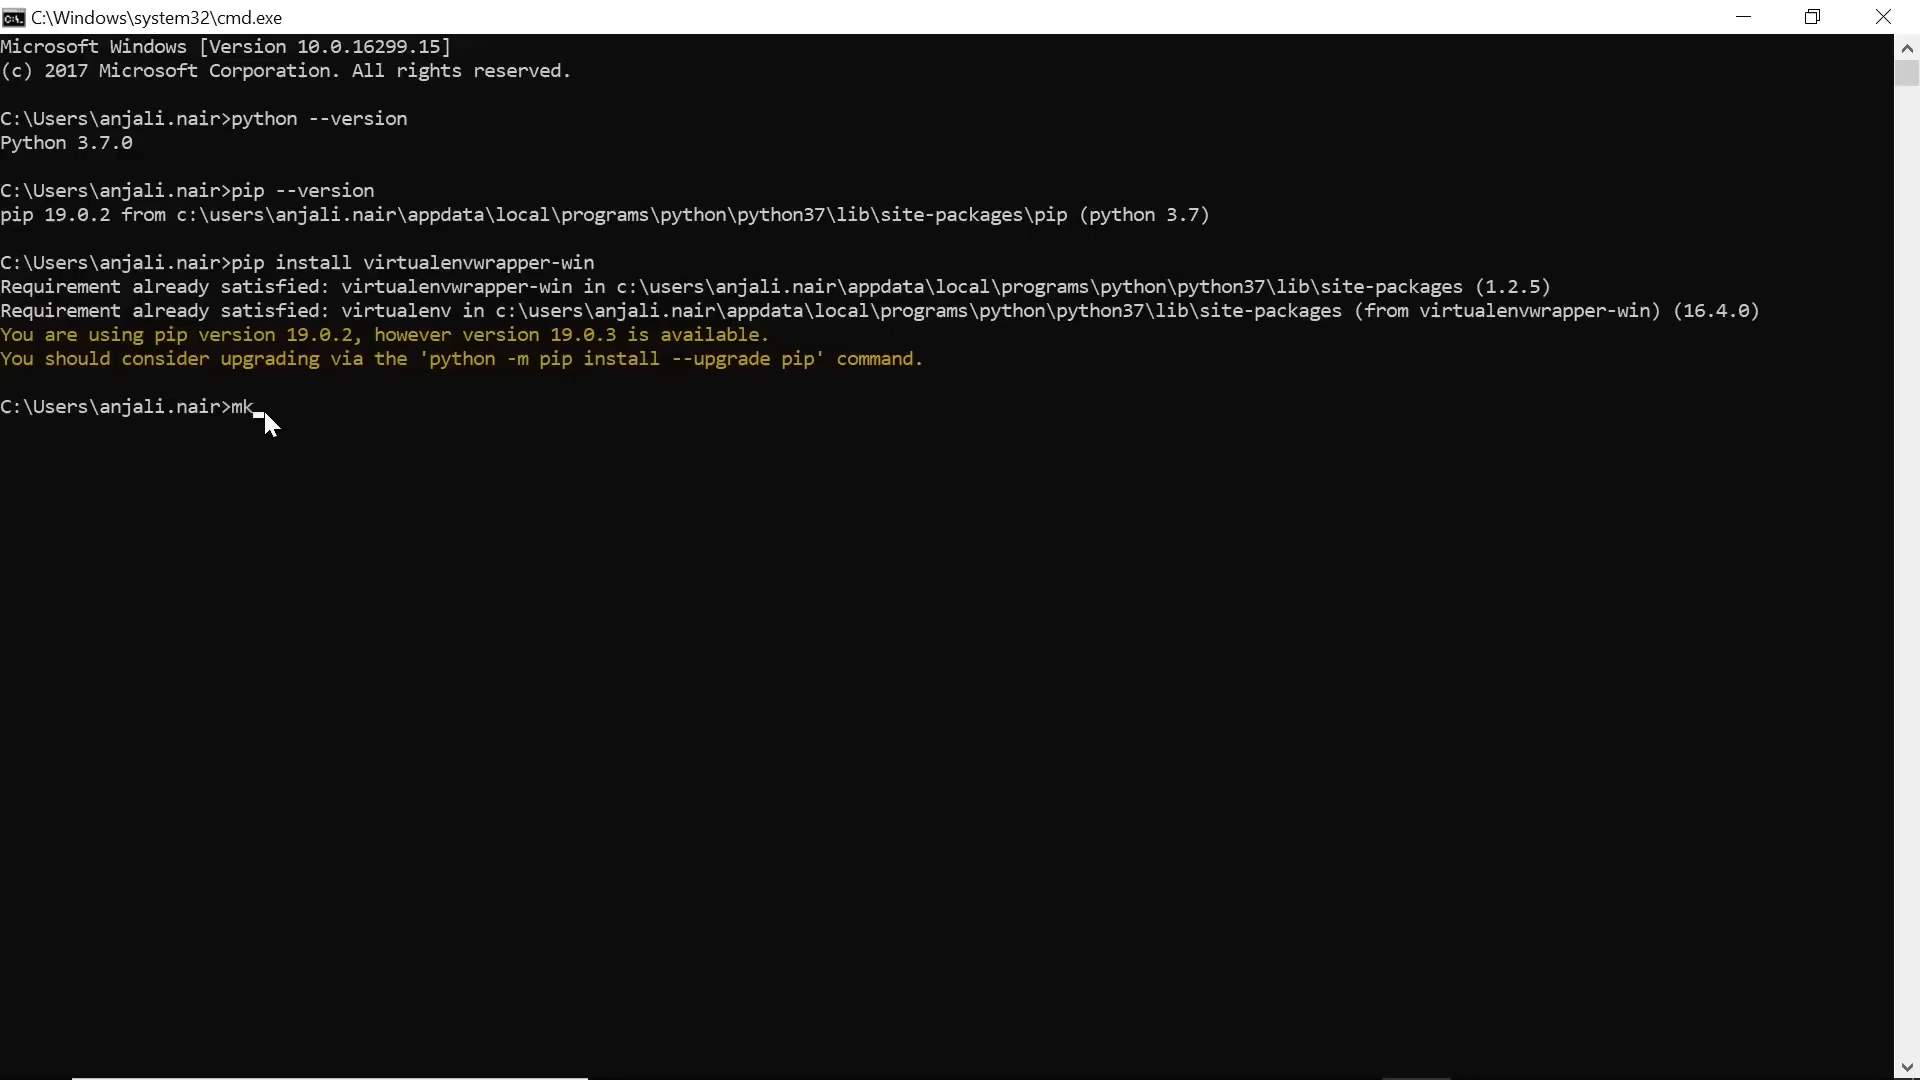 C:\Windows\system32\cmd.exe
Microsoft Windows [Version 10.0.16299.15]
(c) 2017 Microsoft Corporation. All rights reserved.
C:\Users\anjali.nair>python --version
Python 3.7.0
C:\Users\anjali.nair>pip --version
pip 19.0.2 from c:\users\anjali.nair\appdata\local\programs\python\python37\lib\site-packages\pip (python 3.7)
C:\Users\anjali.nair>pip install virtualenvwrapper-win
Requirement already satisfied: virtualenvwrapper-win in c:\users\anjali.nair\appdata\local\programs\python\python37\lib\site-packages (1.2.5)
Requirement already satisfied: virtualenv in c:\users\anjali.nair\appdata\local\programs\python\python37\lib\site-packages (from virtualenvwrapper-win) (16.4.0)
You are using pip version 19.0.2, however version 19.0.3 is available.
You should consider upgrading via the 'python -m pip install --upgrade pip' command.
C:\Users\anjali.nair>mk